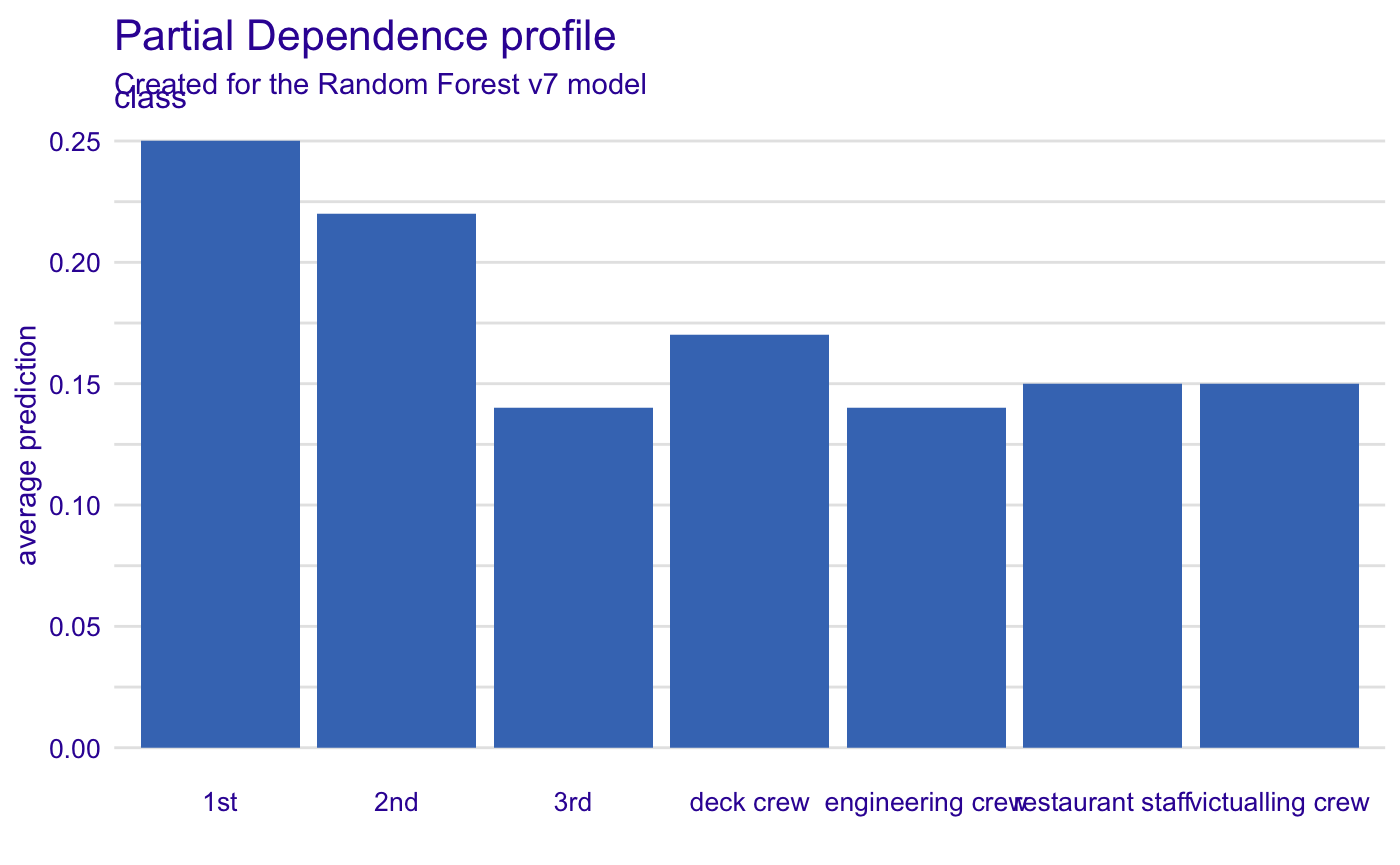 Partial Dependence profile
Created for the Random Forest v7 model
class
0.25
0.20
0.15
0.10
0.05
0.00
average prediction
1st 2nd 3rd deck crew engineering crew restaurant staff victualling crew